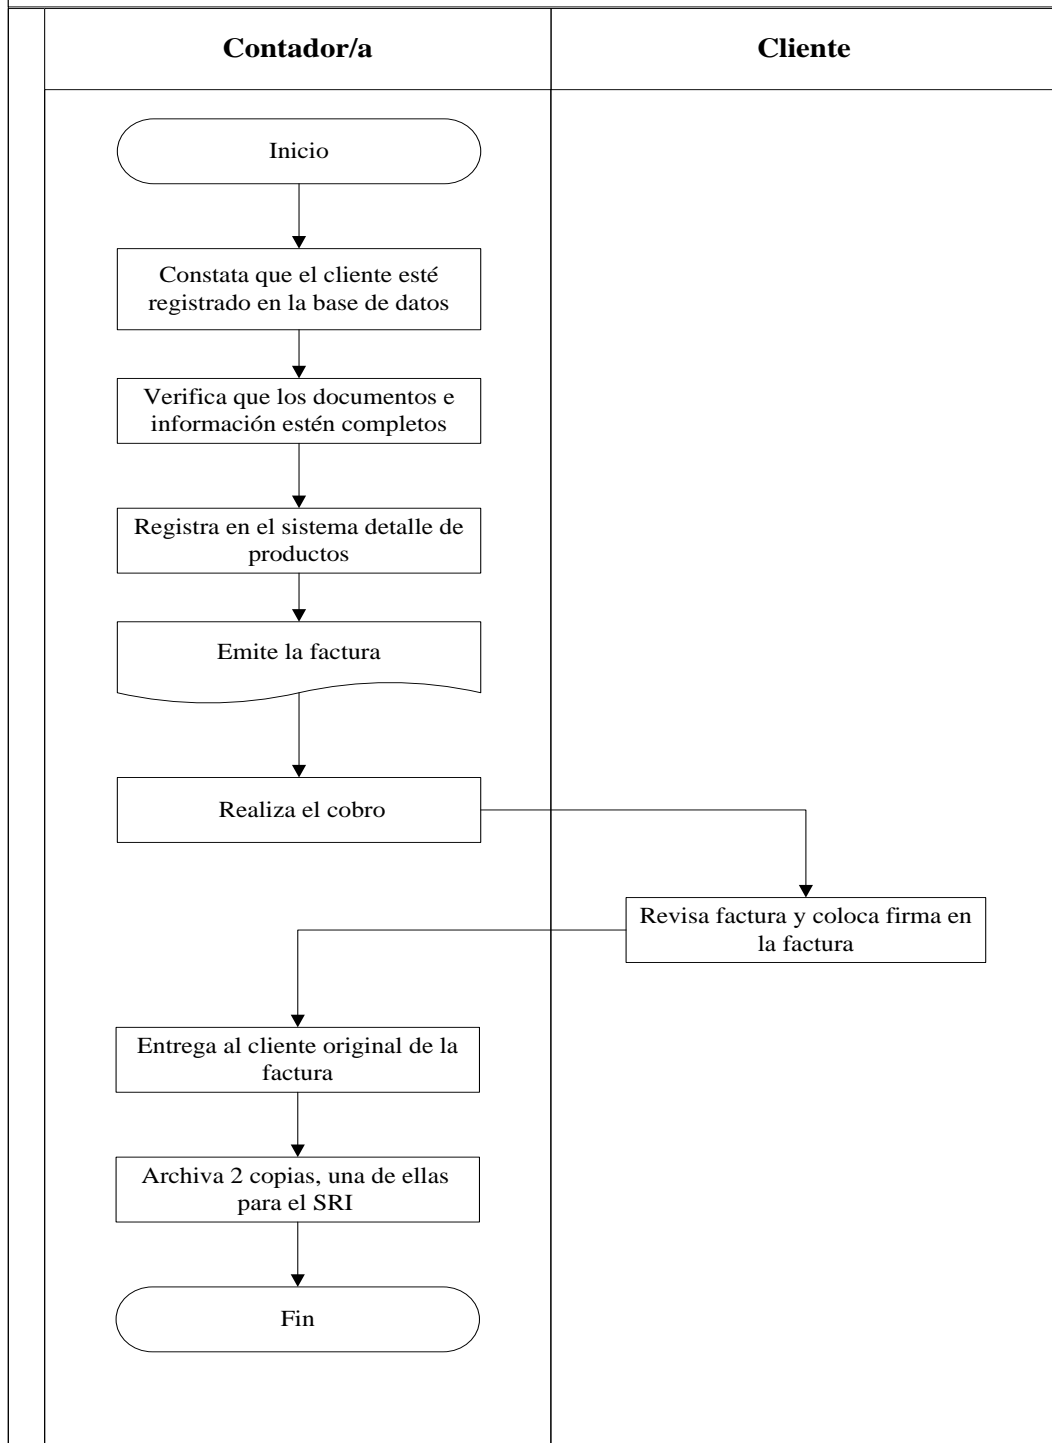 Contador/a
Cliente
Inicio
Constata que el cliente esté
registrado en la base de datos
Verifica que los documentos e
información estén completos
Registra en el sistema detalle de
productos
Emite la factura
Realiza el cobro
Revisa factura y coloca firma en
la factura
Entrega al cliente original de la
factura
Archiva 2 copias, una de ellas
para el SRI
Fin